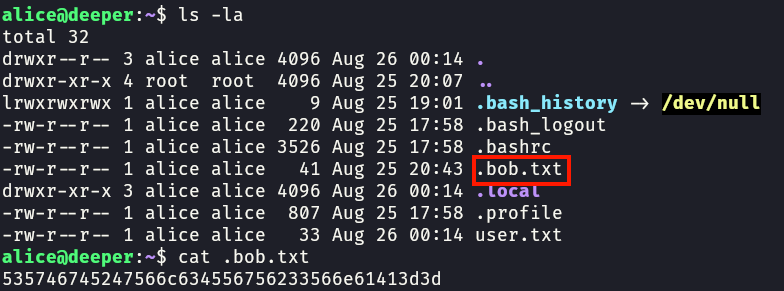 alice@deeper:~$ ls -la
total 32
drwxr--r-- 3 alice alice 4096 Aug 26 00:14 .
drwxr-xr-x 4 root  root  4096 Aug 25 20:07 ..
lrwxrwxrwx 1 alice alice    9 Aug 25 19:01 .bash_history -> /dev/null
-rw-r--r-- 1 alice alice  220 Aug 25 17:58 .bash_logout
-rw-r--r-- 1 alice alice 3526 Aug 25 17:58 .bashrc
-rw-r--r-- 1 alice alice   41 Aug 25 20:43 .bob.txt
drwxr-xr-x 3 alice alice 4096 Aug 26 00:14 .local
-rw-r--r-- 1 alice alice  807 Aug 25 17:58 .profile
-rw-r--r-- 1 alice alice   33 Aug 26 00:14 user.txt
alice@deeper:~$ cat .bob.txt
535746745247566c634556756233566e61413d3d